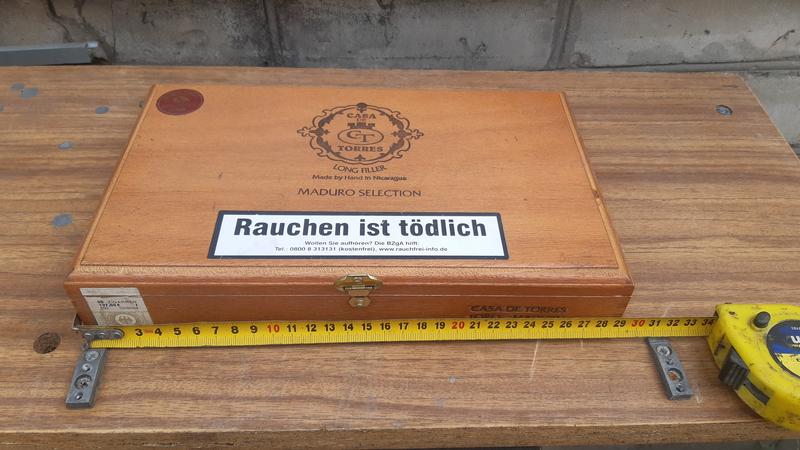 CASA
DE
CT
TORRES
LONG FILLER
Made by Hand in Nicaragua
MADURO SELECTION
Rauchen ist tödlich
Wollen Sie aufhören? Die BZgA hilft:
Tel.: 0800 8 313131 (kostenfrei), www.rauchfrei-info.de
CASA DE TORRES
3 4 5 6 7 8 9 10 11 12 13 14 15 16 17 18 19 20 21 22 23 24 25 26 27 28 29 30 31 32 33 34